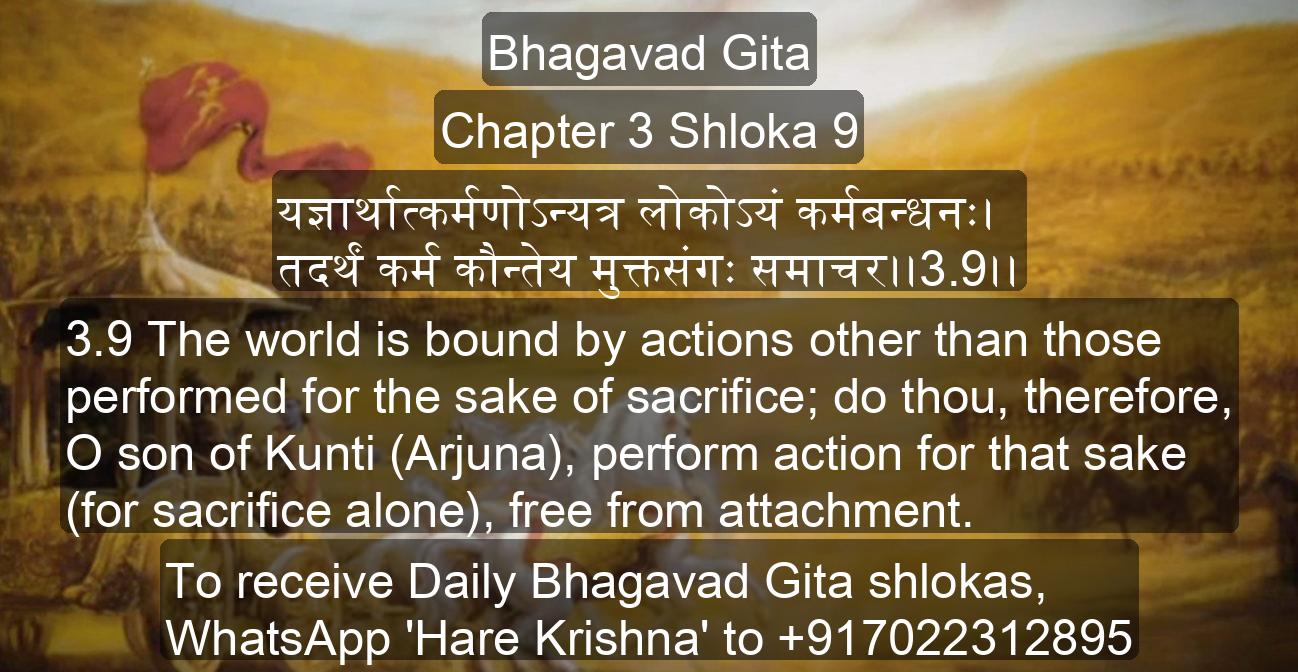 Bhagavad Gita
Chapter 3 Shloka 9
यज्ञार्थात्कर्मणोऽन्यत्र लोकोऽयं कर्मबन्धनः।
तदर्थं कर्म कौन्तेय मुक्तसंगः समाचर।।3.9।।
3.9 The world is bound by actions other than those
performed for the sake of sacrifice; do thou, therefore,
O son of Kunti (Arjuna), perform action for that sake
(for sacrifice alone), free from attachment.
To receive Daily Bhagavad Gita shlokas,
WhatsApp 'Hare Krishna' to +917022312895